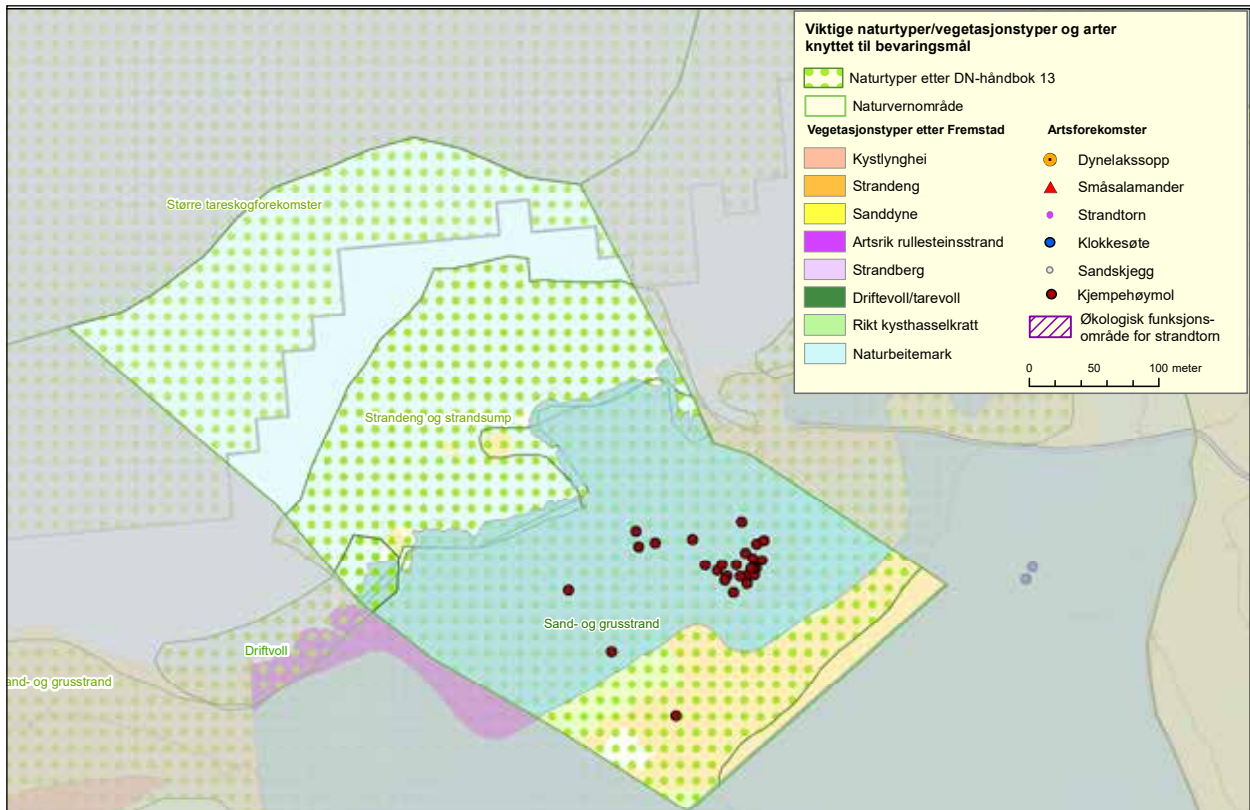 Viktige naturtyper/vegetasjonstyper og arter
knyttet til bevaringsmål
Naturtyper etter DN-håndbok 13
Naturvernområde
Vegetasjonstyper etter Fremstad
Kystlynghei
Strandeng
Sanddyne
Artsrik rullesteinsstrand
Strandberg
Driftevoll/tarevoll
Rikt kysthasselkratt
Naturbeitemark
Artsforekomster
Dynelakssopp
Småsalamander
Strandtorn
Klokkesøte
Sandskjegg
Kjempehøymol
Økologisk funksjons-
område for strandtorn
0 50 100 meter
Større tareskogforekomster
Strandeng og strandsump
Sand- og grusstrand
Driftvoll
and- og grusstrand